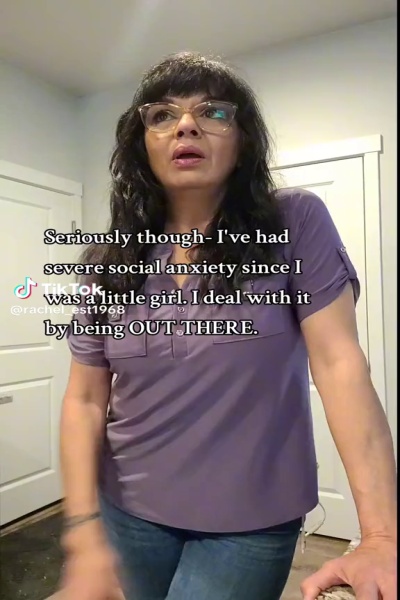 Seriously though- I've had
severe social anxiety since I
was a little girl. I deal with it
by being OUT THERE.
TikTok
@rachel_est1968